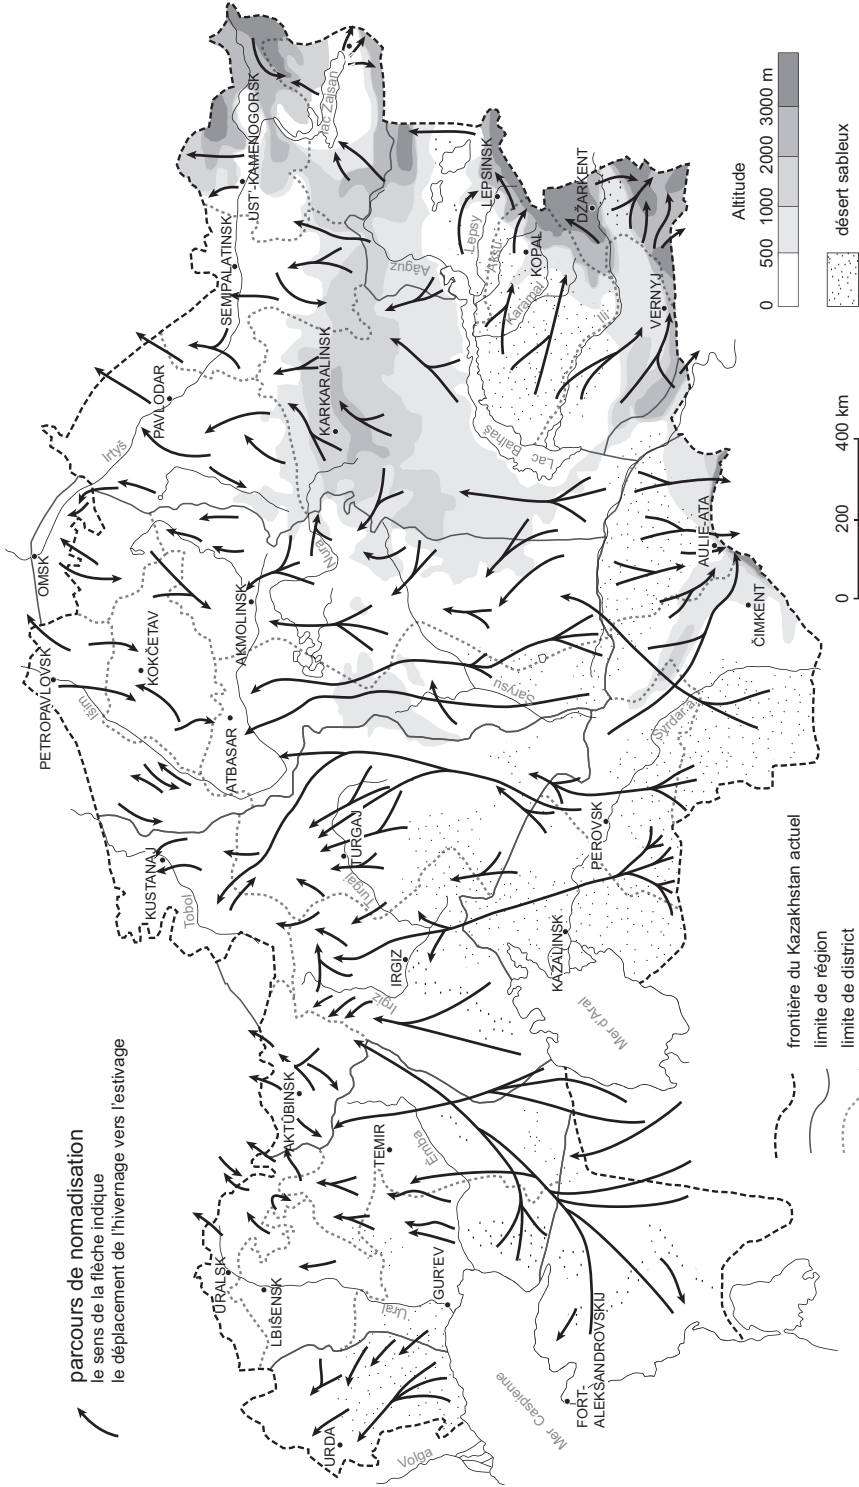 parcours de nomadisation
le sens de la flèche indique
le déplacement de l'hivernage vers l'estivage
URALSK
LBIŠENSK
URDA
Volga
GUR'EV
Ural
TEMIR
Emba
AKTÛBINSK
Mer Caspienne
FORT-
ALEKSANDROVSKIJ
KUSTANAJ
Tobol
IRGIZ
Irgiz
TURGAJ
Turgaj
Mer d'Aral
KAZALINSK
PEROVSK
Syrdar'a
PETROPAVLOVSK
Išim
KOKČETAV
ATBASAR
AKMOLINSK
OMSK
Nura
Sarysu
ČIMKENT
AULIE-ATA
Irtyš
PAVLODAR
KARKARALINSK
SEMIPALATINSK
UST'-KAMENOGORSK
lac Zajsan
Aâguz
Lac
Balhaš
Lepsy
Aksu
Karamal
Ili
LEPSINSK
KOPAL
DŽARKENT
VERNYJ
Altitude
0 500 1000 2000 3000 m
désert sableux
0 200 400 km
frontière du Kazakhstan actuel
limite de région
limite de district